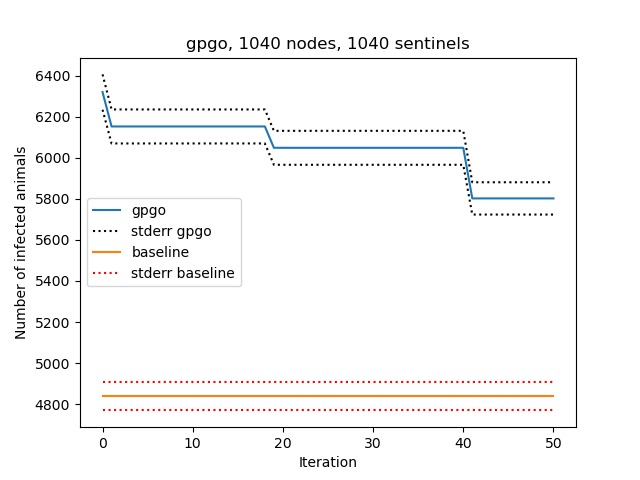 gpgo, 1040 nodes, 1040 sentinels
Number of infected animals
6400
6200
6000
5800
5600
5400
5200
5000
4800
gpgo
stderr gpgo
baseline
stderr baseline
0 10 20 30 40 50
Iteration